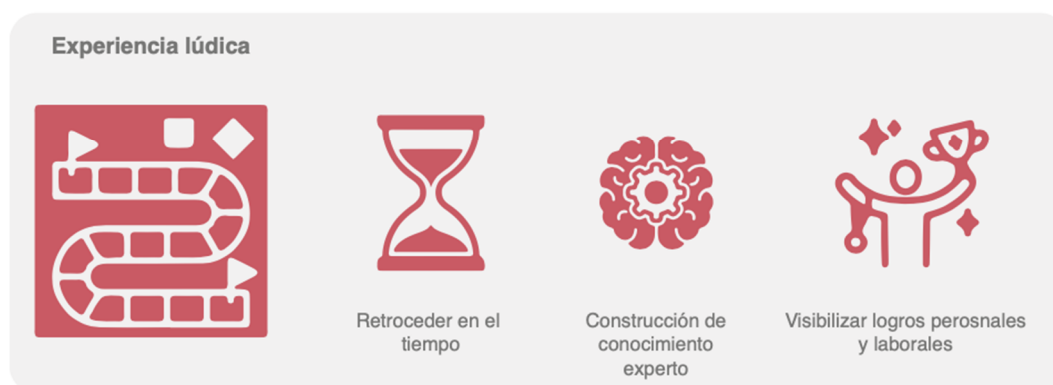 Experiencia lúdica
Retroceder en el
tiempo
Construcción de
conocimiento
experto
Visibilizar logros perosnales
y laborales